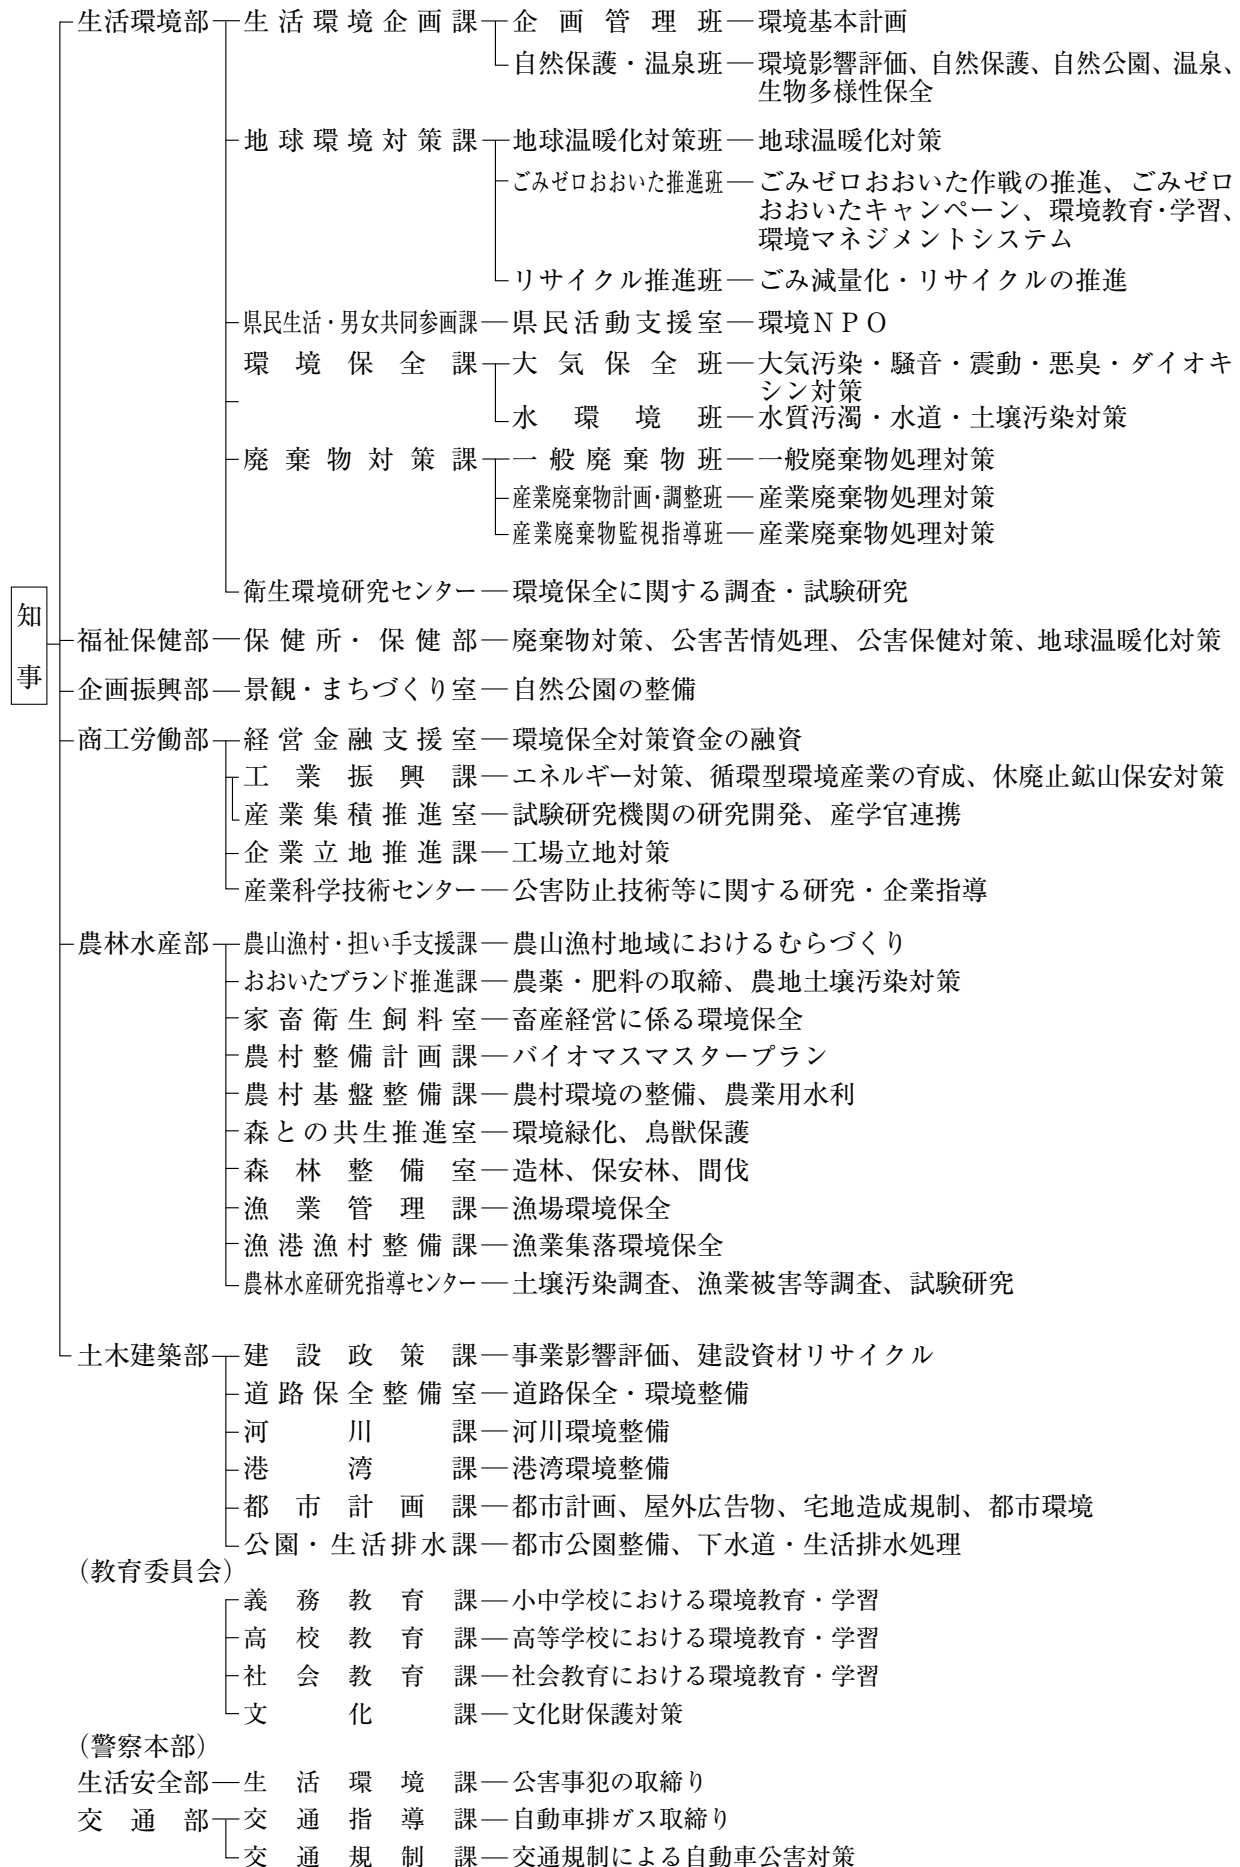 生活環境部 生活環境企画課 企画管理班 環境基本計画
自然保護・温泉班 環境影響評価、自然保護、自然公園、温泉、
生物多様性保全
地球環境対策課 地球温暖化対策班 地球温暖化対策
ごみゼロおおいた推進班 ごみゼロおおいた作戦の推進、ごみゼロ
おおいたキャンペーン、環境教育・学習、
環境マネジメントシステム
リサイクル推進班 ごみ減量化・リサイクルの推進
県民生活・男女共同参画課 県民活動支援室 環境NPO
環境保全課 大気保全班 大気汚染・騒音・震動・悪臭・ダイオキ
シン対策
水環境班 水質汚濁・水道・土壌汚染対策
廃棄物対策課 一般廃棄物班 一般廃棄物処理対策
産業廃棄物計画・調整班 産業廃棄物処理対策
産業廃棄物監視指導班 産業廃棄物処理対策
衛生環境研究センター 環境保全に関する調査・試験研究
知事
福祉保健部 保健所・保健部 廃棄物対策、公害苦情処理、公害保健対策、地球温暖化対策
企画振興部 景観・まちづくり室 自然公園の整備
商工労働部 経営金融支援室 環境保全対策資金の融資
工業振興課 エネルギー対策、循環型環境産業の育成、休廃止鉱山保安対策
産業集積推進室 試験研究機関の研究開発、産学官連携
企業立地推進課 工場立地対策
産業科学技術センター 公害防止技術等に関する研究・企業指導
農林水産部 農山漁村・担い手支援課 農山漁村地域におけるむらづくり
おおいたブランド推進課 農薬・肥料の取締、農地土壌汚染対策
家畜衛生飼料室 畜産経営に係る環境保全
農村整備計画課 バイオマスマスタープラン
農村基盤整備課 農村環境の整備、農業用水利
森との共生推進室 環境緑化、鳥獣保護
森林整備室 造林、保安林、間伐
漁業管理課 漁場環境保全
漁港漁村整備課 漁業集落環境保全
農林水産研究指導センター 土壌汚染調査、漁業被害等調査、試験研究
土木建築部 建設政策課 事業影響評価、建設資材リサイクル
道路保全整備室 道路保全・環境整備
河川課 河川環境整備
港湾課 港湾環境整備
都市計画課 都市計画、屋外広告物、宅地造成規制、都市環境
公園・生活排水課 都市公園整備、下水道・生活排水処理
(教育委員会)
義務教育課 小中学校における環境教育・学習
高校教育課 高等学校における環境教育・学習
社会教育課 社会教育における環境教育・学習
文化課 文化財保護対策
(警察本部)
生活安全部 生活環境課 公害事犯の取締り
交通部 交通指導課 自動車排ガス取締り
交通規制課 交通規制による自動車公害対策